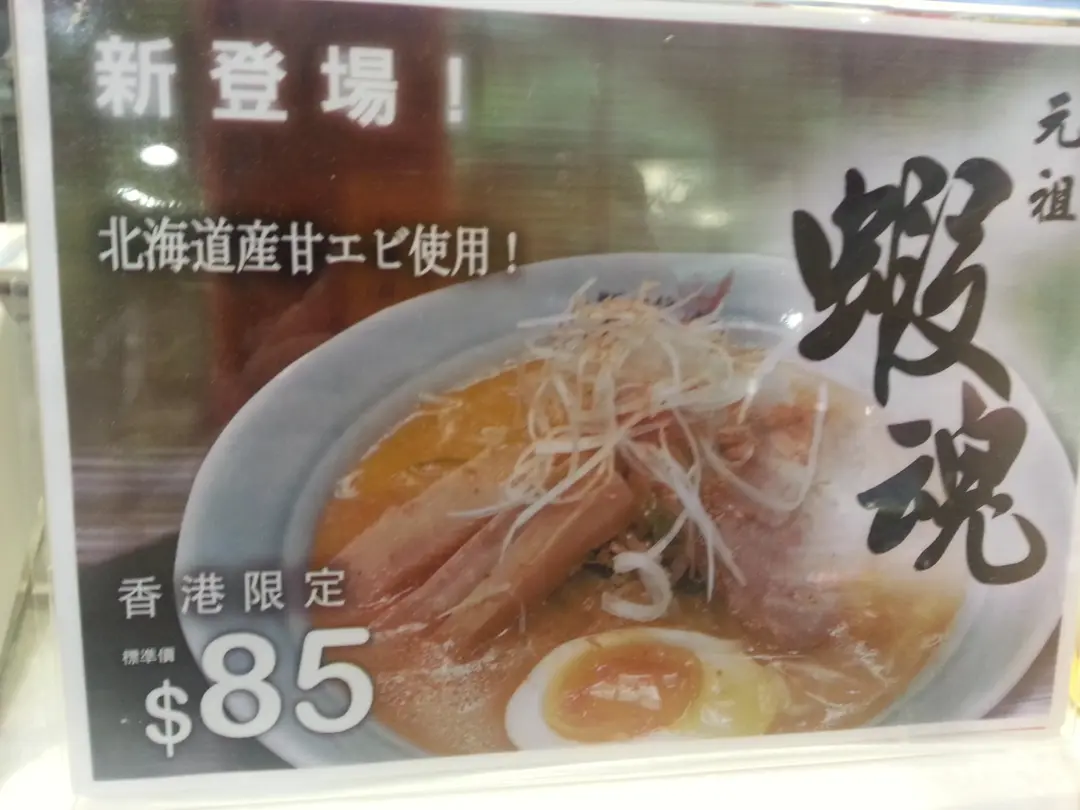 新登場！
北海道産甘エビ使用！
元祖
蝦魂
香港限定
標準價
$85